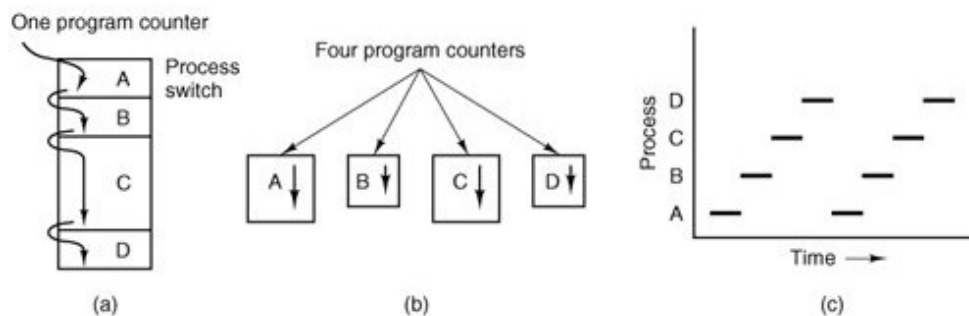 One program counter
A
Process
switch
B
C
D
(a)
Four program counters
A
B
C
D
(b)
Process
D
C
B
A
Time
(c)